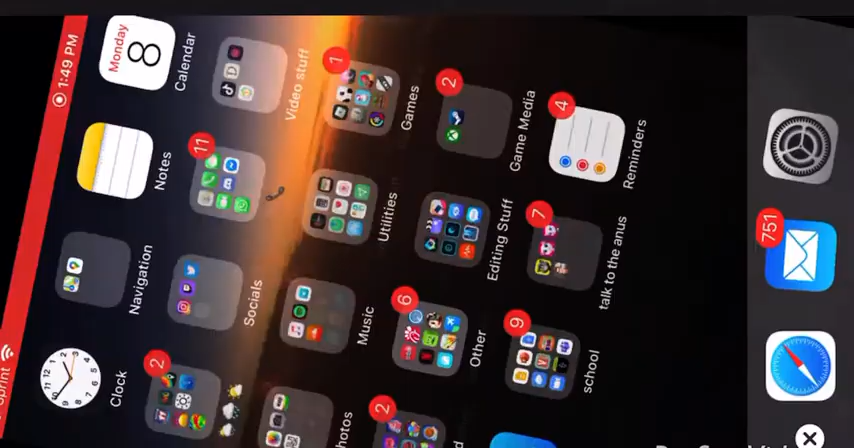 Sprint
1:49 PM
Clock
Navigation
Notes
Monday
8
Calendar
2
Socials
11
Video stuff
hotos
Music
Utilities
1
Games
2
6
Other
Editing Stuff
2
Game Media
9
school
7
talk to the anus
4
Reminders
751